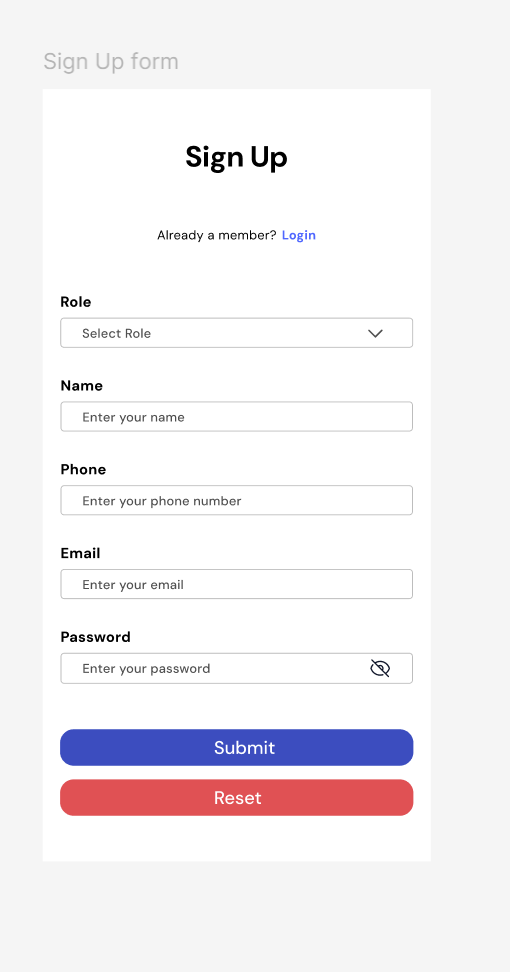 Sign Up form
Sign Up
Already a member? Login
Role
Select Role
Name
Enter your name
Phone
Enter your phone number
Email
Enter your email
Password
Enter your password
Submit
Reset